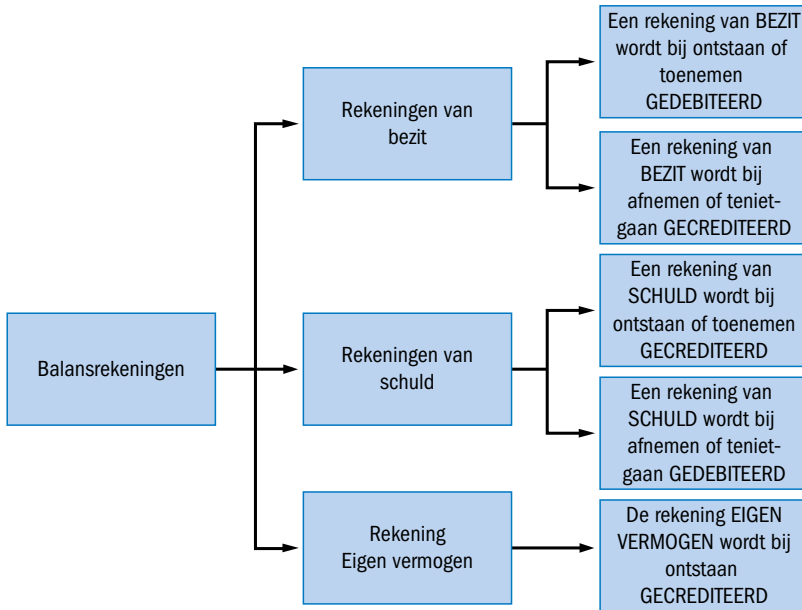 Een rekening van BEZIT
wordt bij ontstaan of
toenemen
GEDEBITEERD
Rekeningen van
bezit
Een rekening van
BEZIT wordt bij
afnemen of teniet-
gaan GECREDITEERD
Een rekening van
SCHULD wordt bij
ontstaan of toenemen
GECREDITEERD
Balansrekeningen
Rekeningen van
schuld
Een rekening van
SCHULD wordt bij
afnemen of teniet-
gaan GEDEBITEERD
Rekening
Eigen vermogen
De rekening EIGEN
VERMOGEN wordt bij
ontstaan
GECREDITEERD